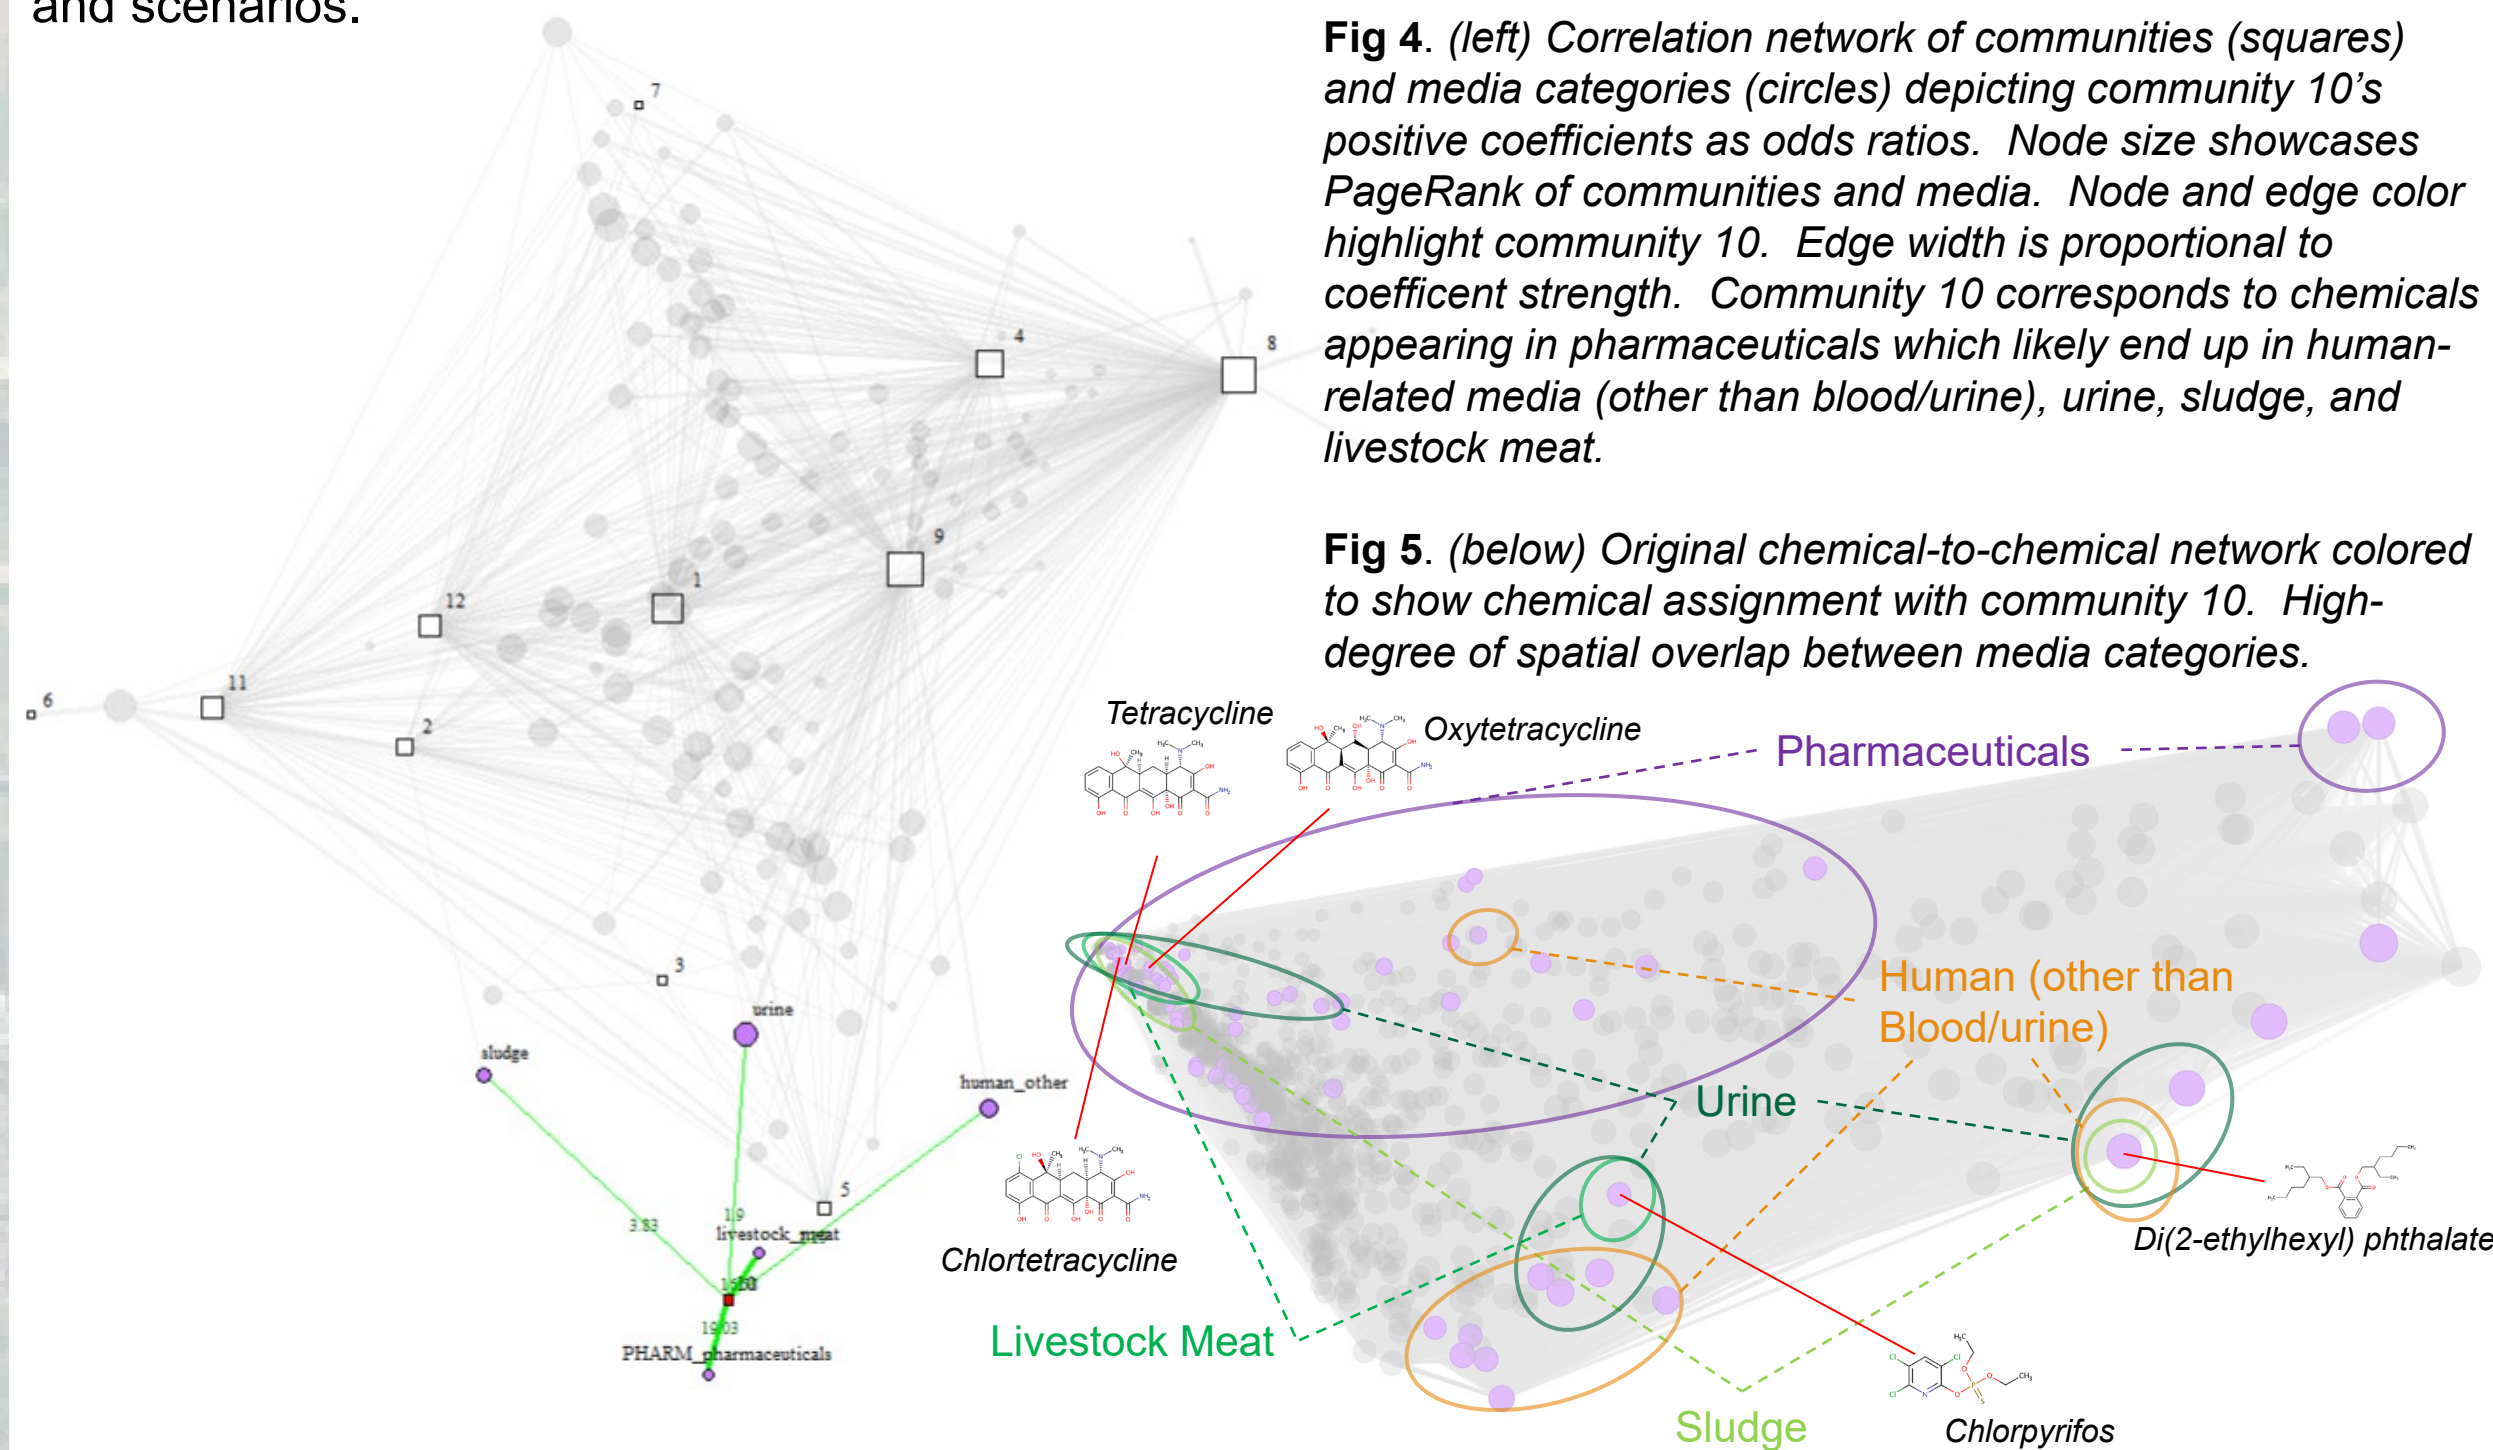 and scenarios.
Fig 4. (left) Correlation network of communities (squares)
and media categories (circles) depicting community 10's
positive coefficients as odds ratios. Node size showcases
PageRank of communities and media. Node and edge color
highlight community 10. Edge width is proportional to
coefficent strength. Community 10 corresponds to chemicals
appearing in pharmaceuticals which likely end up in human-
related media (other than blood/urine), urine, sludge, and
livestock meat.
Fig 5. (below) Original chemical-to-chemical network colored
to show chemical assignment with community 10. High-
degree of spatial overlap between media categories.
7
4
8
9
1
12
11
6
2
3
5
urine
sludge
human_other
3.83
1.9
livestock_meat
19.03
PHARM_pharmaceuticals
Tetracycline
Oxytetracycline
Pharmaceuticals
Human (other than
Blood/urine)
Urine
Chlortetracycline
Di(2-ethylhexyl) phthalate
Livestock Meat
Sludge
Chlorpyrifos